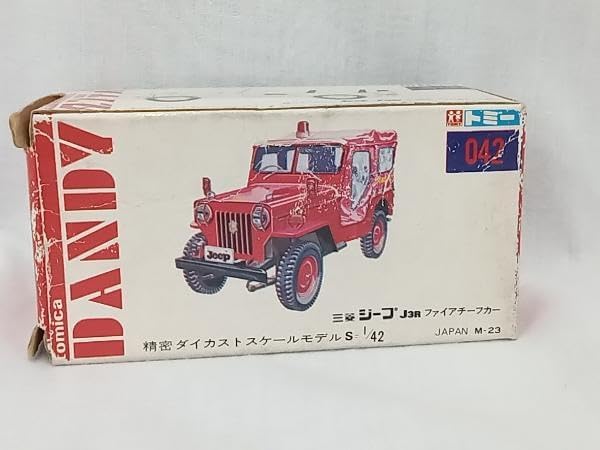 tomica
DANDY
TOMY
トミー
042
Jeep
三菱 ジープ J3R ファイアチーフカー
精密ダイカストスケールモデル S=1/42
JAPAN M-23